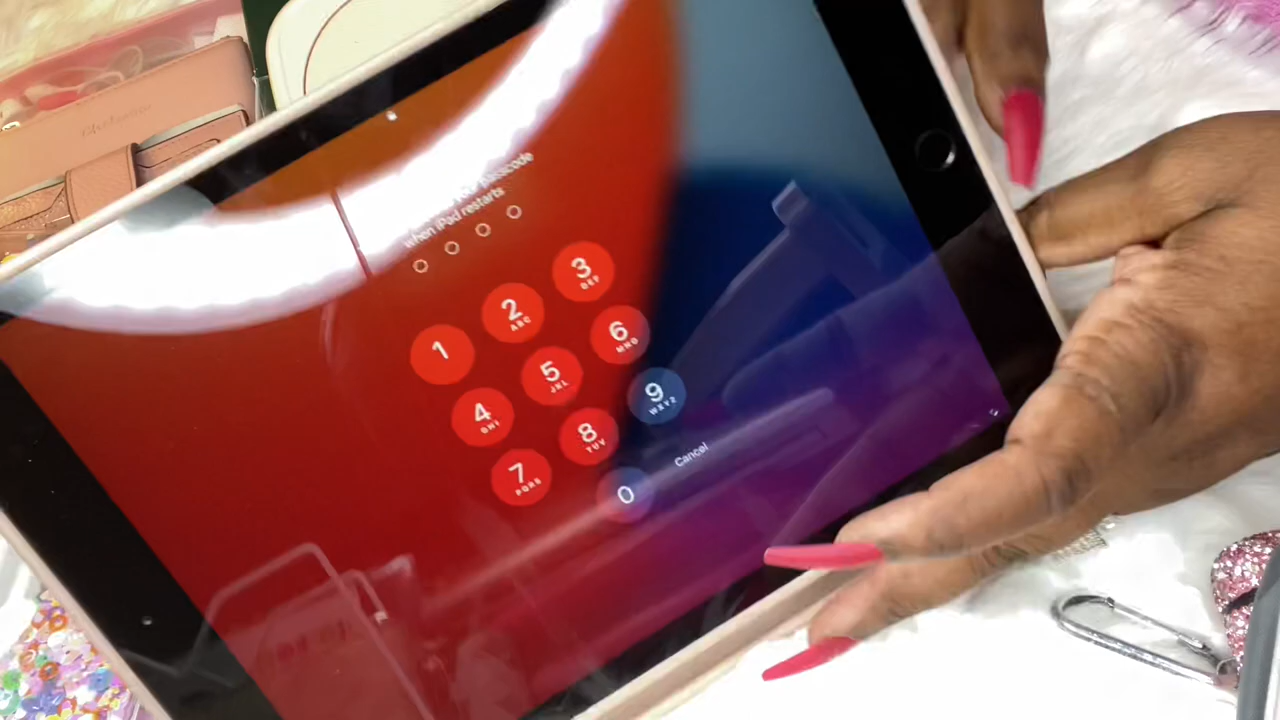 passcode
when iPad restarts
1
2
ABC
3
DEF
4
GHI
5
JKL
6
MNO
7
PQRS
8
TUV
9
WXYZ
0
Cancel